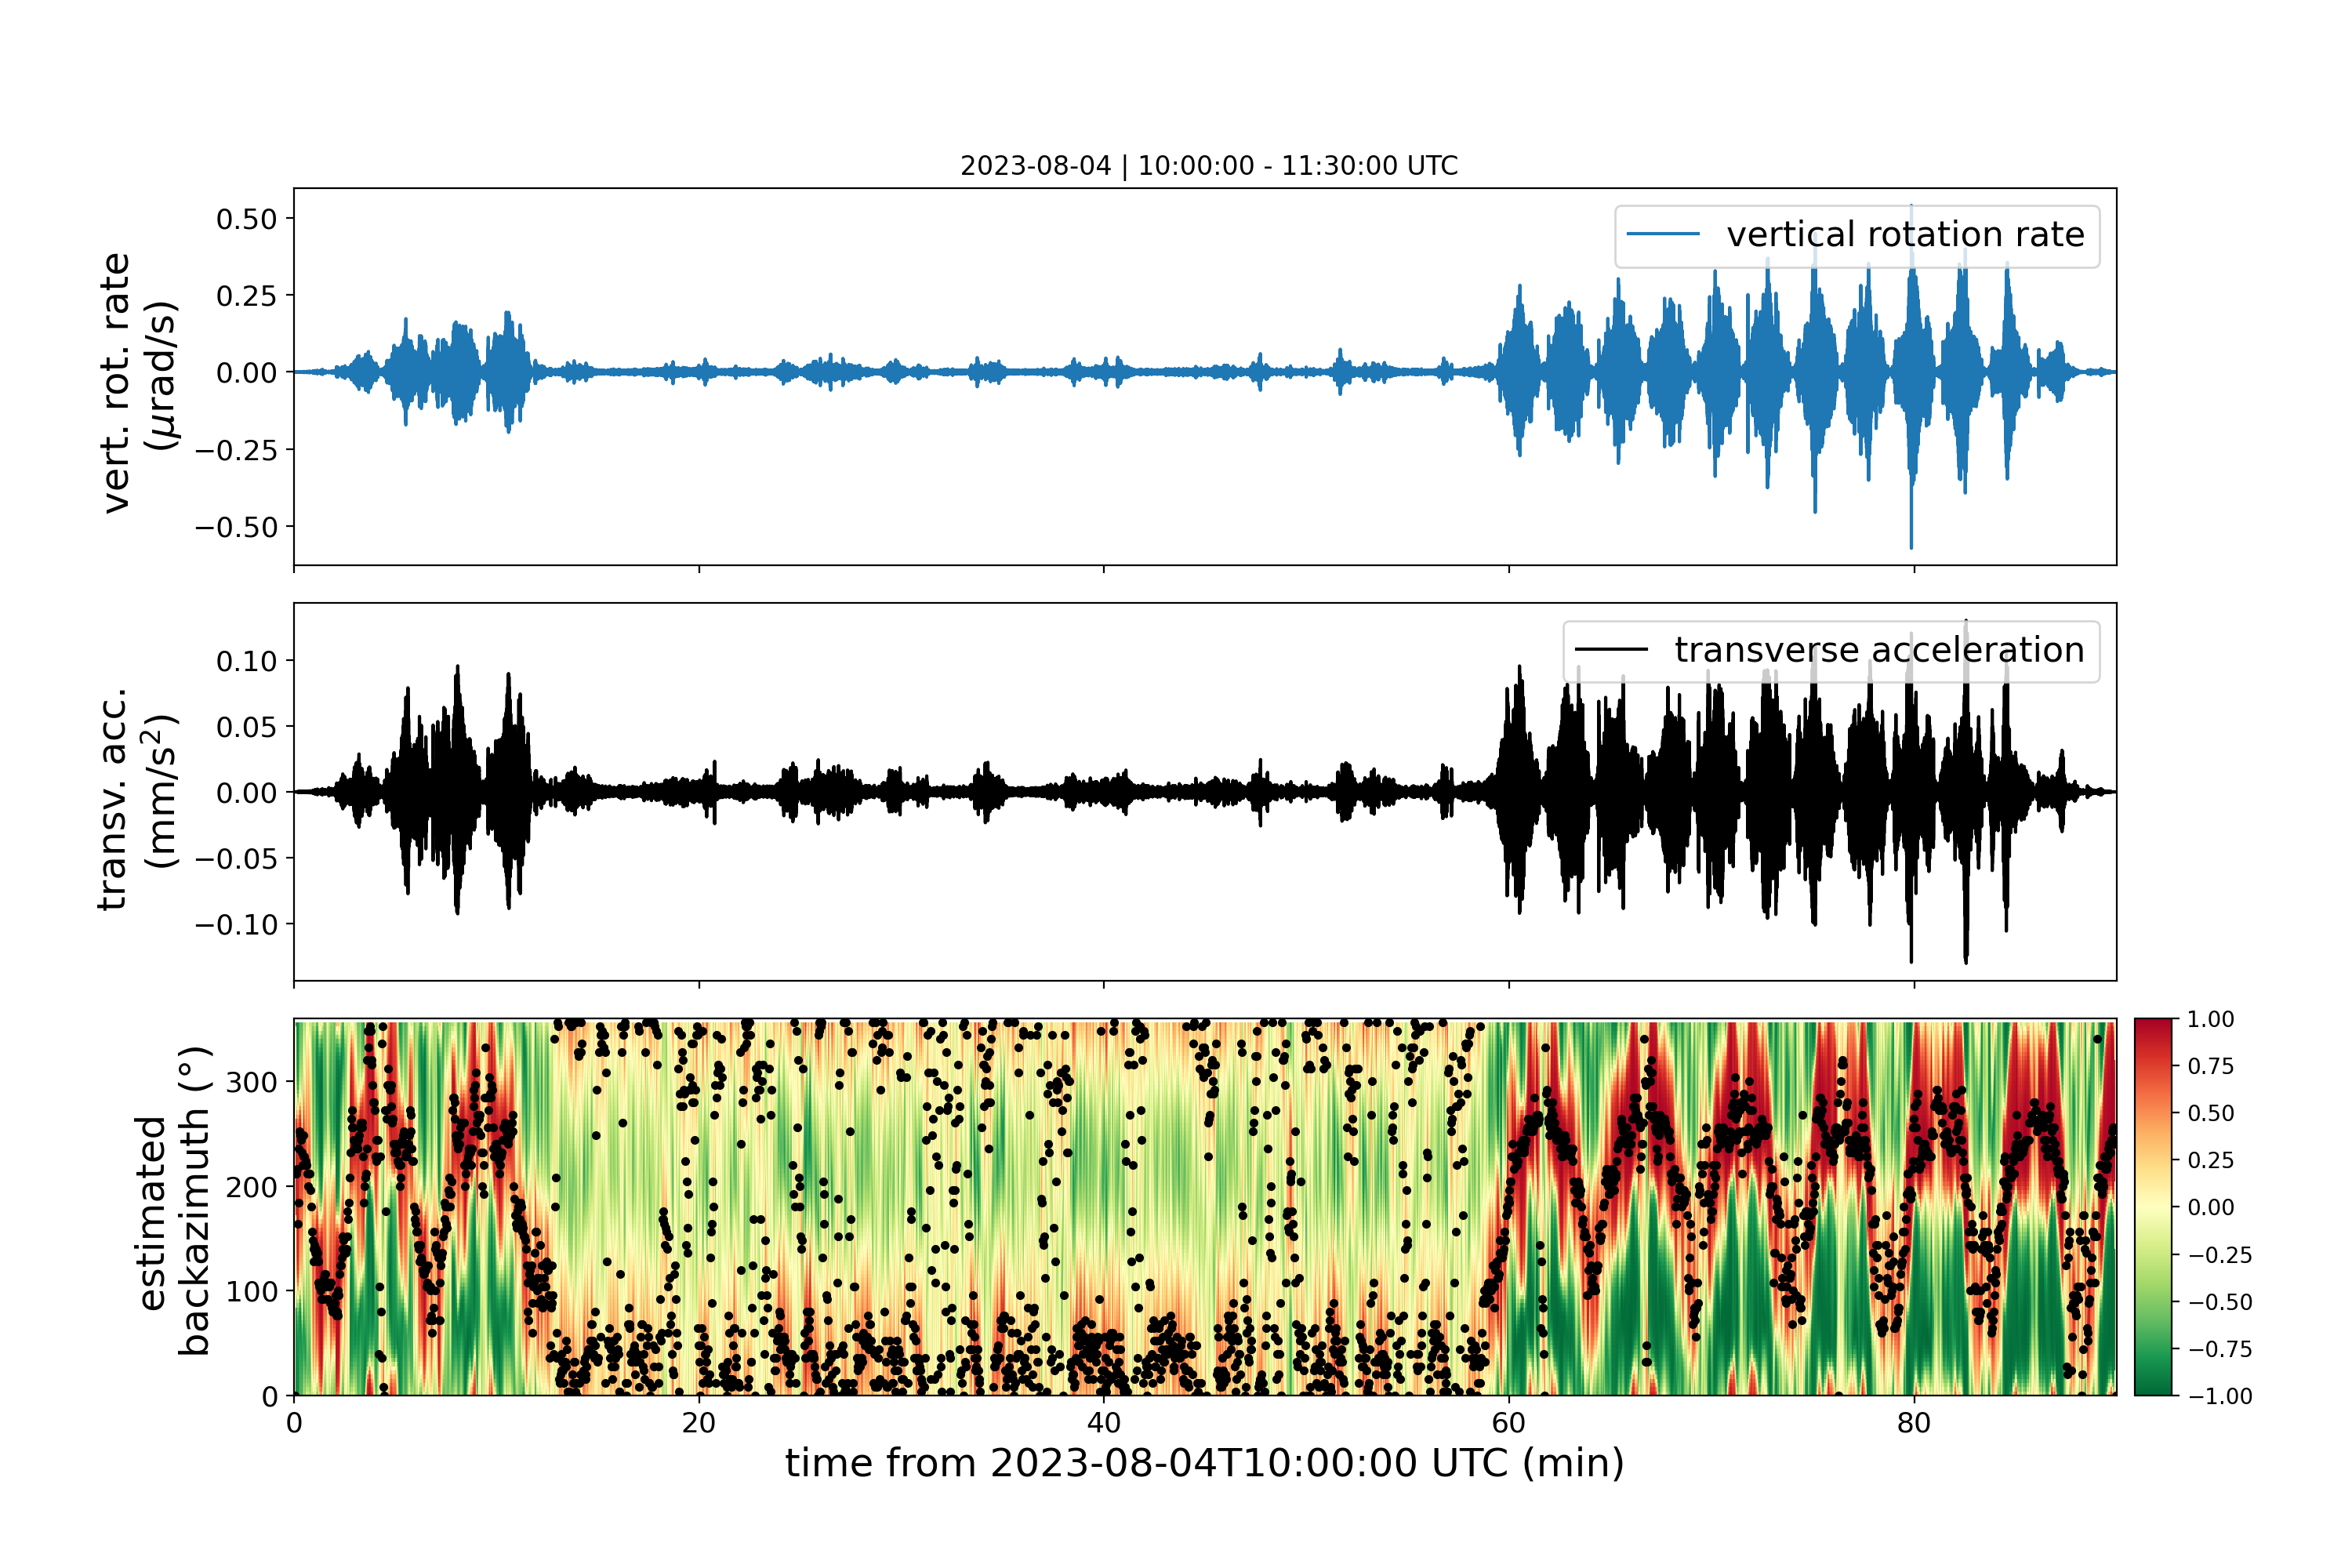 2023-08-04 | 10:00:00 - 11:30:00 UTC
vert. rot. rate
(μrad/s)
0.50
0.25
0.00
−0.25
−0.50
vertical rotation rate
transv. acc.
(mm/s²)
0.10
0.05
0.00
−0.05
−0.10
transverse acceleration
estimated
backazimuth (°)
300
200
100
0
0 20 40 60 80
time from 2023-08-04T10:00:00 UTC (min)
1.00
0.75
0.50
0.25
0.00
−0.25
−0.50
−0.75
−1.00